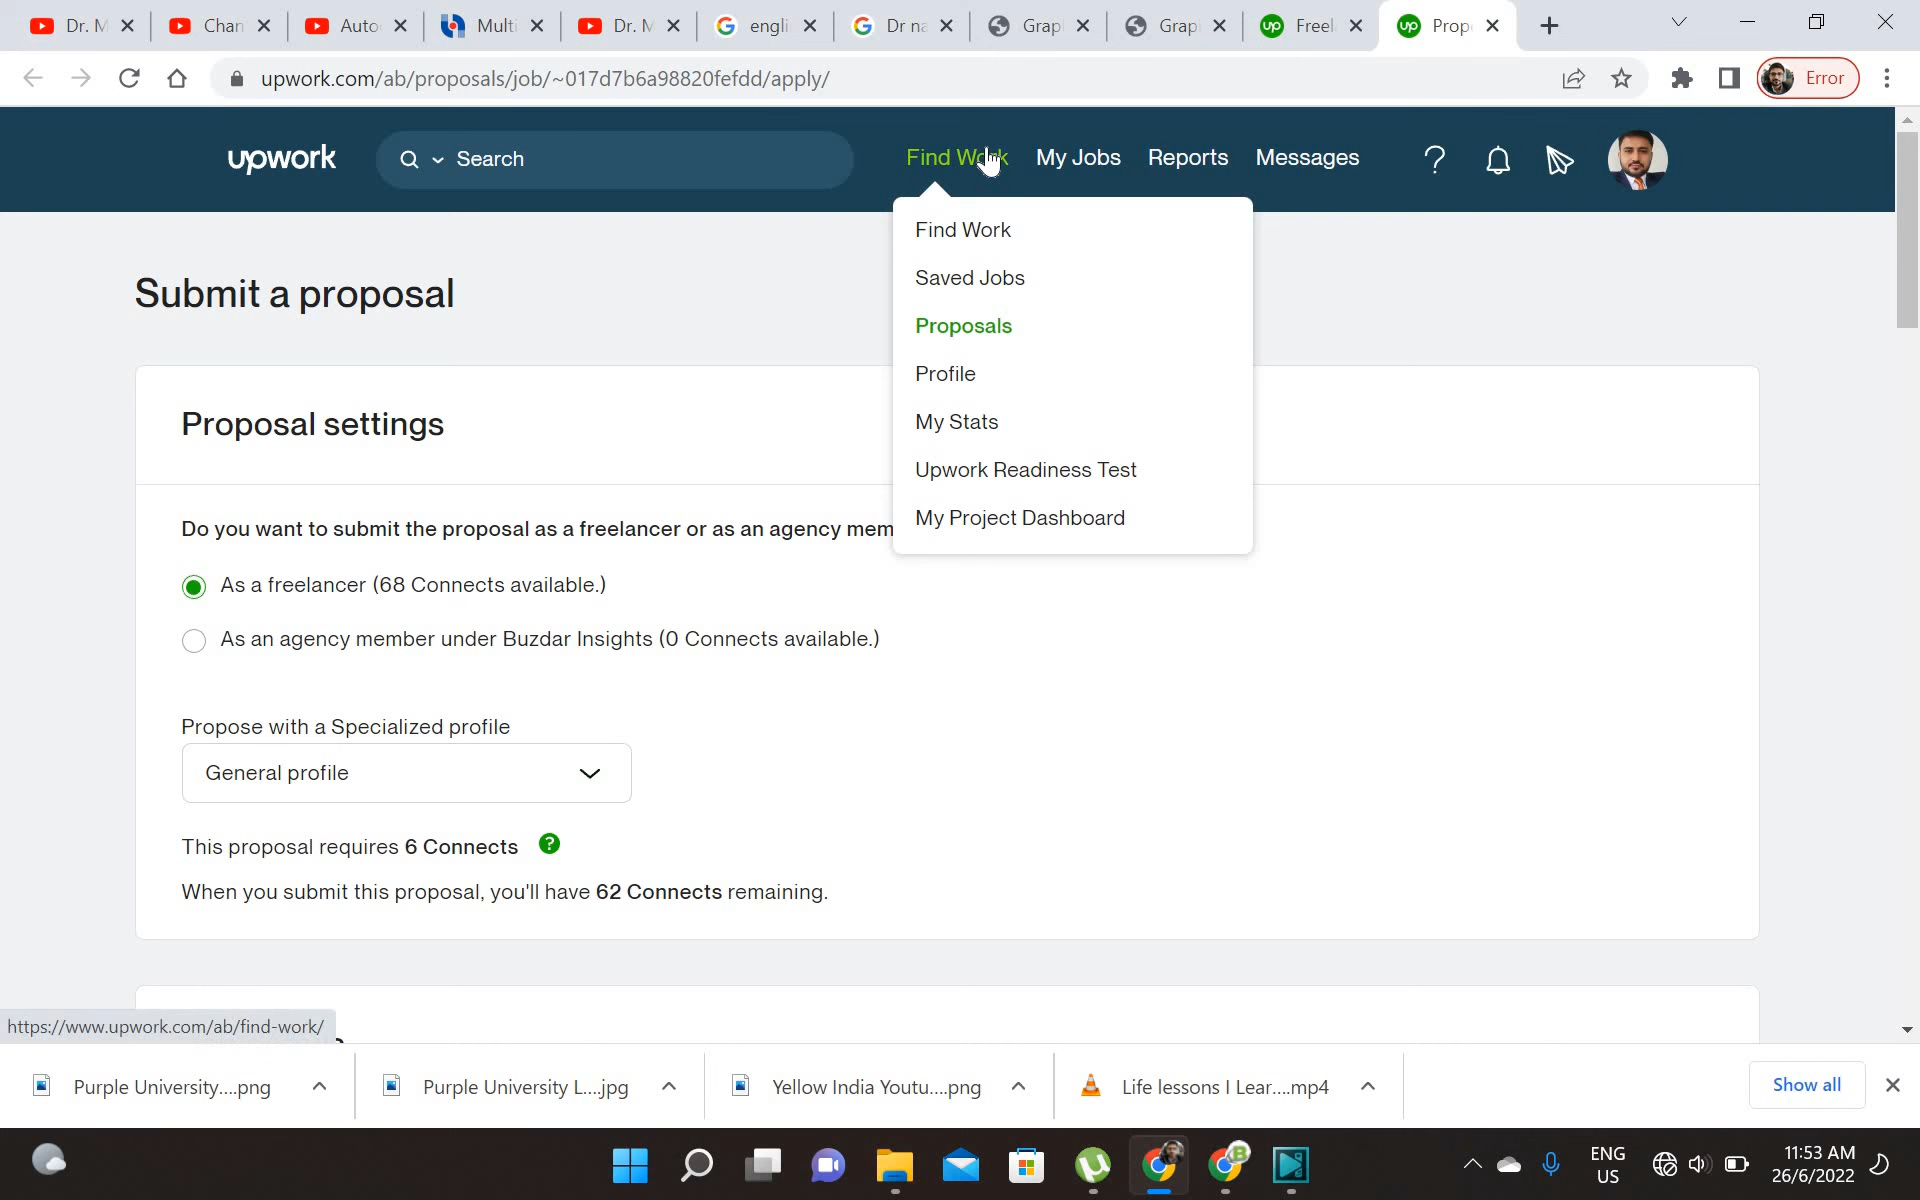 Dr. M
Chan
Auto
Multi
Dr. M
engli
Dr na
Grap
Grap
Freel
Prop
upwork.com/ab/proposals/job/~017d7b6a98820fefdd/apply/
Error
upwork
Search
Find Work
My Jobs
Reports
Messages
Find Work
Saved Jobs
Proposals
Profile
My Stats
Upwork Readiness Test
My Project Dashboard
Submit a proposal
Proposal settings
Do you want to submit the proposal as a freelancer or as an agency mem
As a freelancer (68 Connects available.)
As an agency member under Buzdar Insights (0 Connects available.)
Propose with a Specialized profile
General profile
This proposal requires 6 Connects
When you submit this proposal, you'll have 62 Connects remaining.
https://www.upwork.com/ab/find-work/
Purple University....png
Purple University L....jpg
Yellow India Youtu....png
Life lessons I Lear....mp4
Show all
ENG
US
11:53 AM
26/6/2022